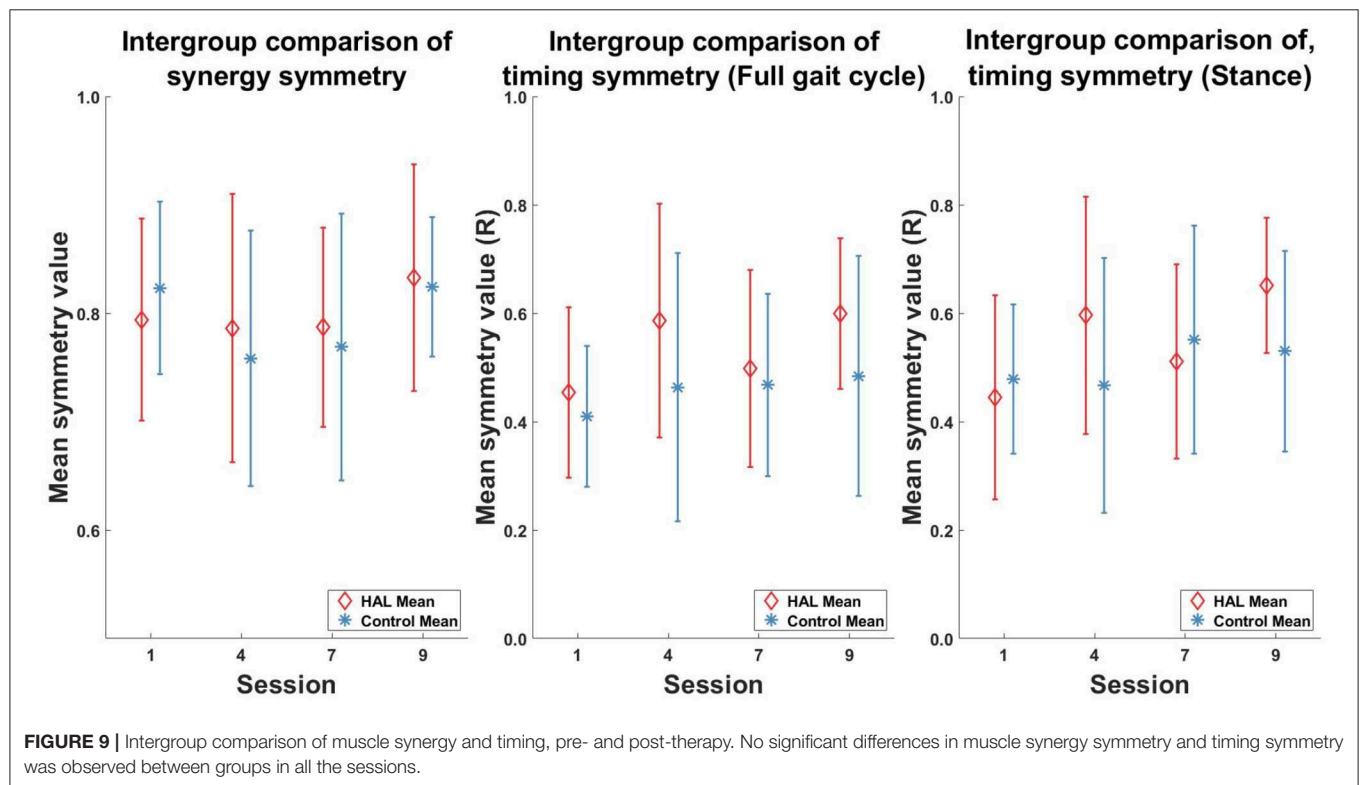 Intergroup comparison of
synergy symmetry
1.0
0.8
0.6
Mean symmetry value
HAL Mean
Control Mean
1 4 7 9
Session
Intergroup comparison of
timing symmetry (Full gait cycle)
1.0
0.8
0.6
0.4
0.2
0.0
Mean symmetry value (R)
HAL Mean
Control Mean
1 4 7 9
Session
Intergroup comparison of,
timing symmetry (Stance)
1.0
0.8
0.6
0.4
0.2
0.0
Mean symmetry value (R)
HAL Mean
Control Mean
1 4 7 9
Session
FIGURE 9 | Intergroup comparison of muscle synergy and timing, pre- and post-therapy. No significant differences in muscle synergy symmetry and timing symmetry
was observed between groups in all the sessions.